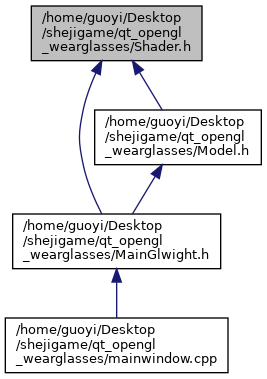 /home/guoyi/Desktop
/shejigame/qt_opengl
_wearglasses/Shader.h
/home/guoyi/Desktop
/shejigame/qt_opengl
_wearglasses/Model.h
/home/guoyi/Desktop
/shejigame/qt_opengl
_wearglasses/MainGlwight.h
/home/guoyi/Desktop
/shejigame/qt_opengl
_wearglasses/mainwindow.cpp